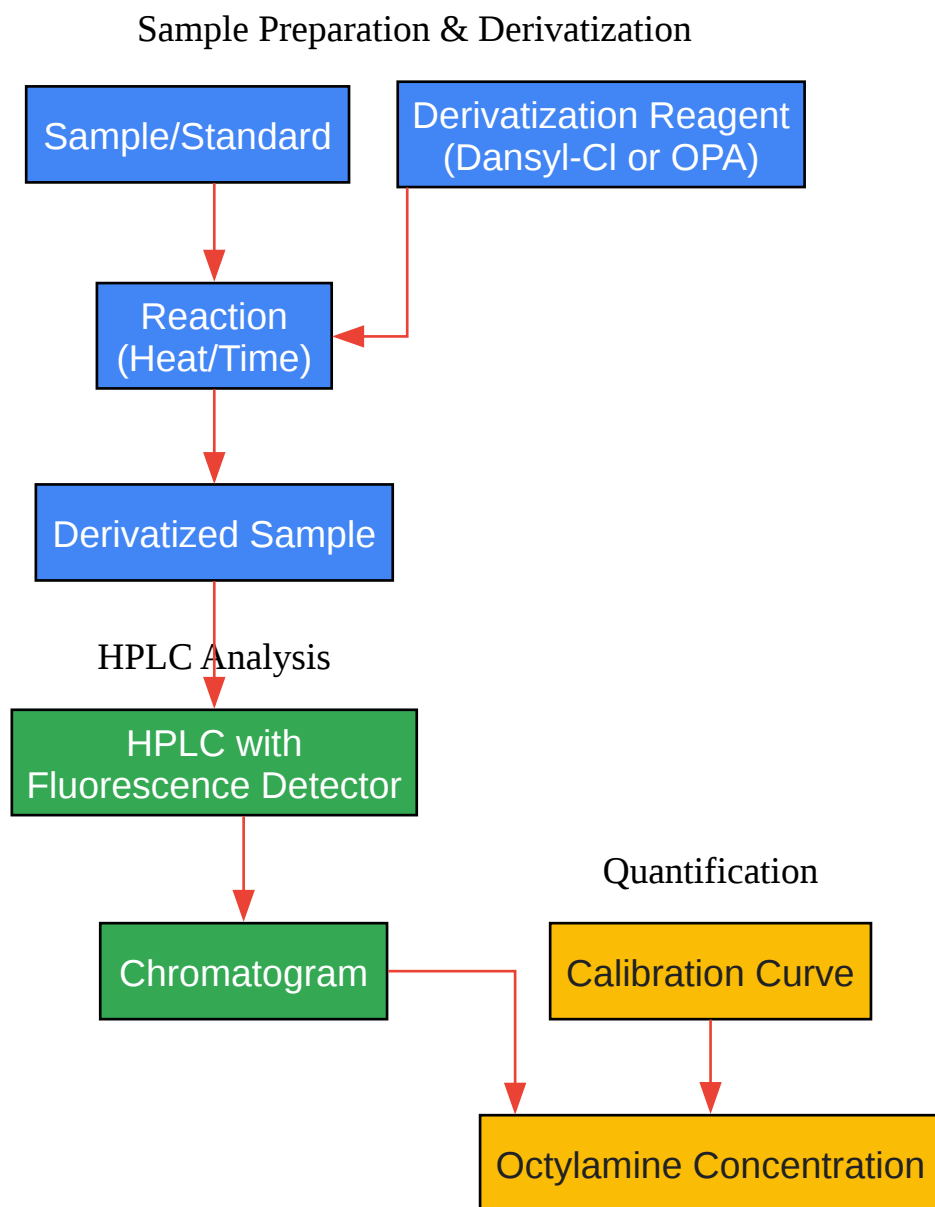 Sample Preparation & Derivatization
Sample/Standard
Derivatization Reagent
(Dansyl-Cl or OPA)
Reaction
(Heat/Time)
Derivatized Sample
HPLC Analysis
HPLC with
Fluorescence Detector
Quantification
Chromatogram
Calibration Curve
Octylamine Concentration